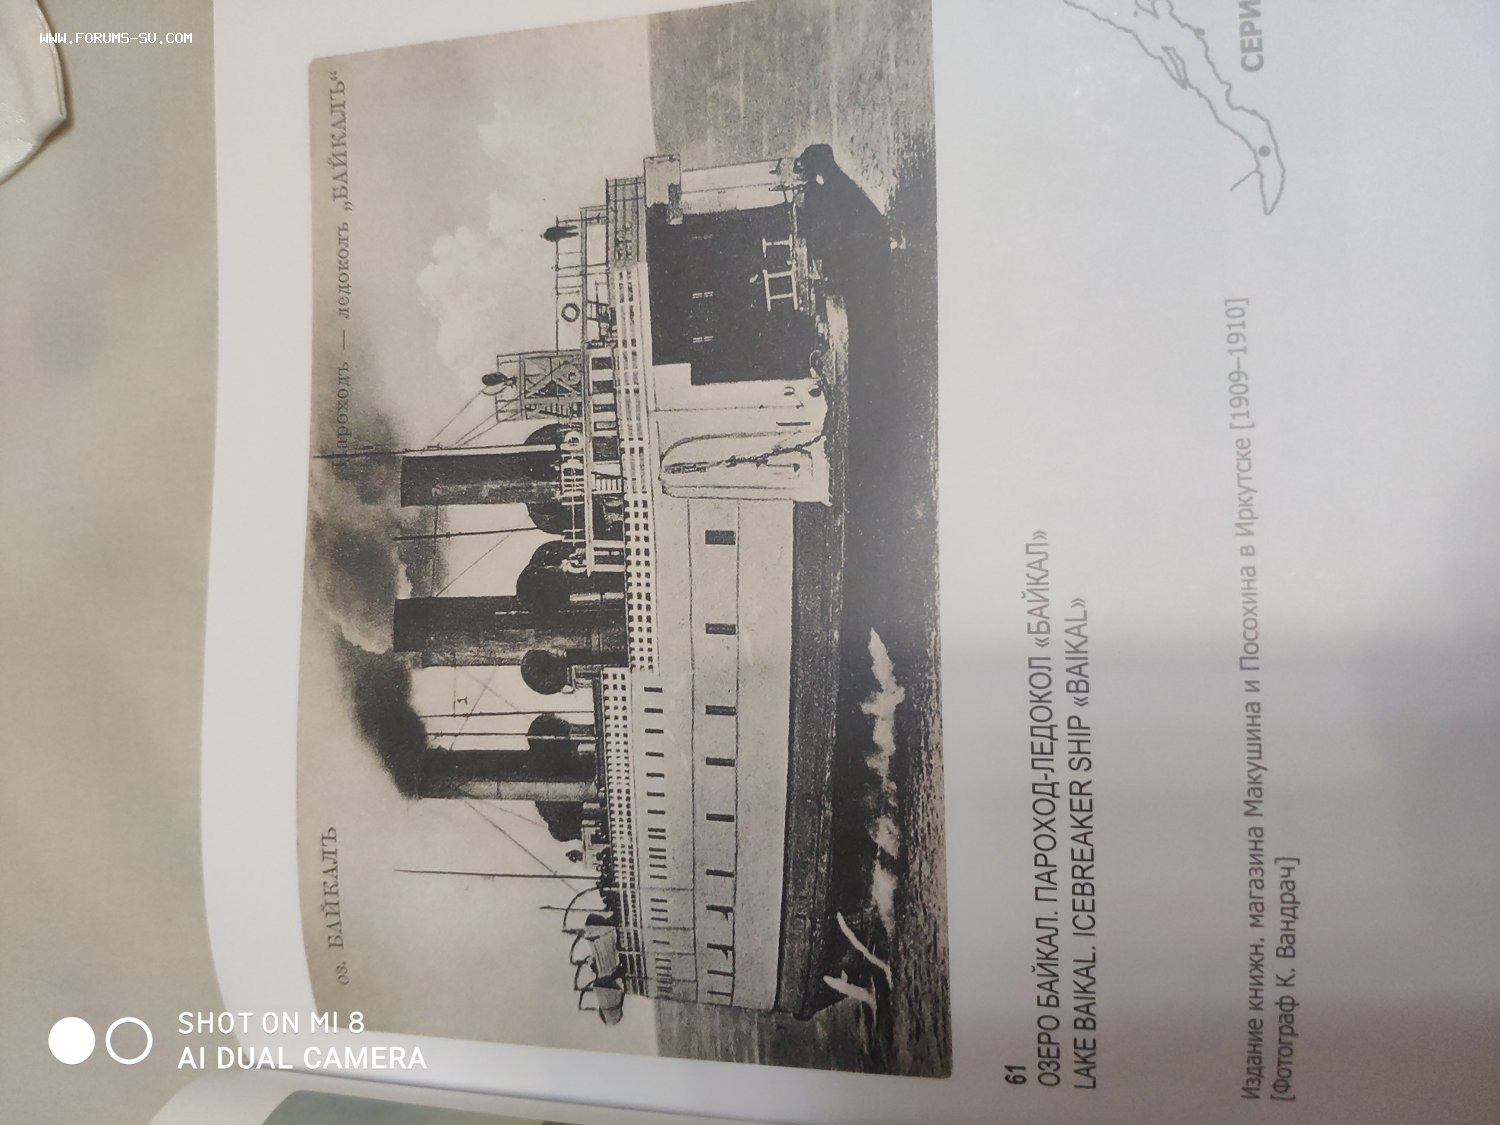 WWW.FORUMS-SU.COM
оз. БАЙКАЛЪ
Пароходъ — ледоколъ „БАЙКАЛЪ“
61
ОЗЕРО БАЙКАЛ. ПАРОХОД-ЛЕДОКОЛ «БАЙКАЛ»
LAKE BAIKAL. ICEBREAKER SHIP «BAIKAL»
Издание книжн. магазина Макушина и Посохина в Иркутске [1909–1910]
[Фотограф К. Вандрач]
СЕРИ
SHOT ON MI 8
AI DUAL CAMERA